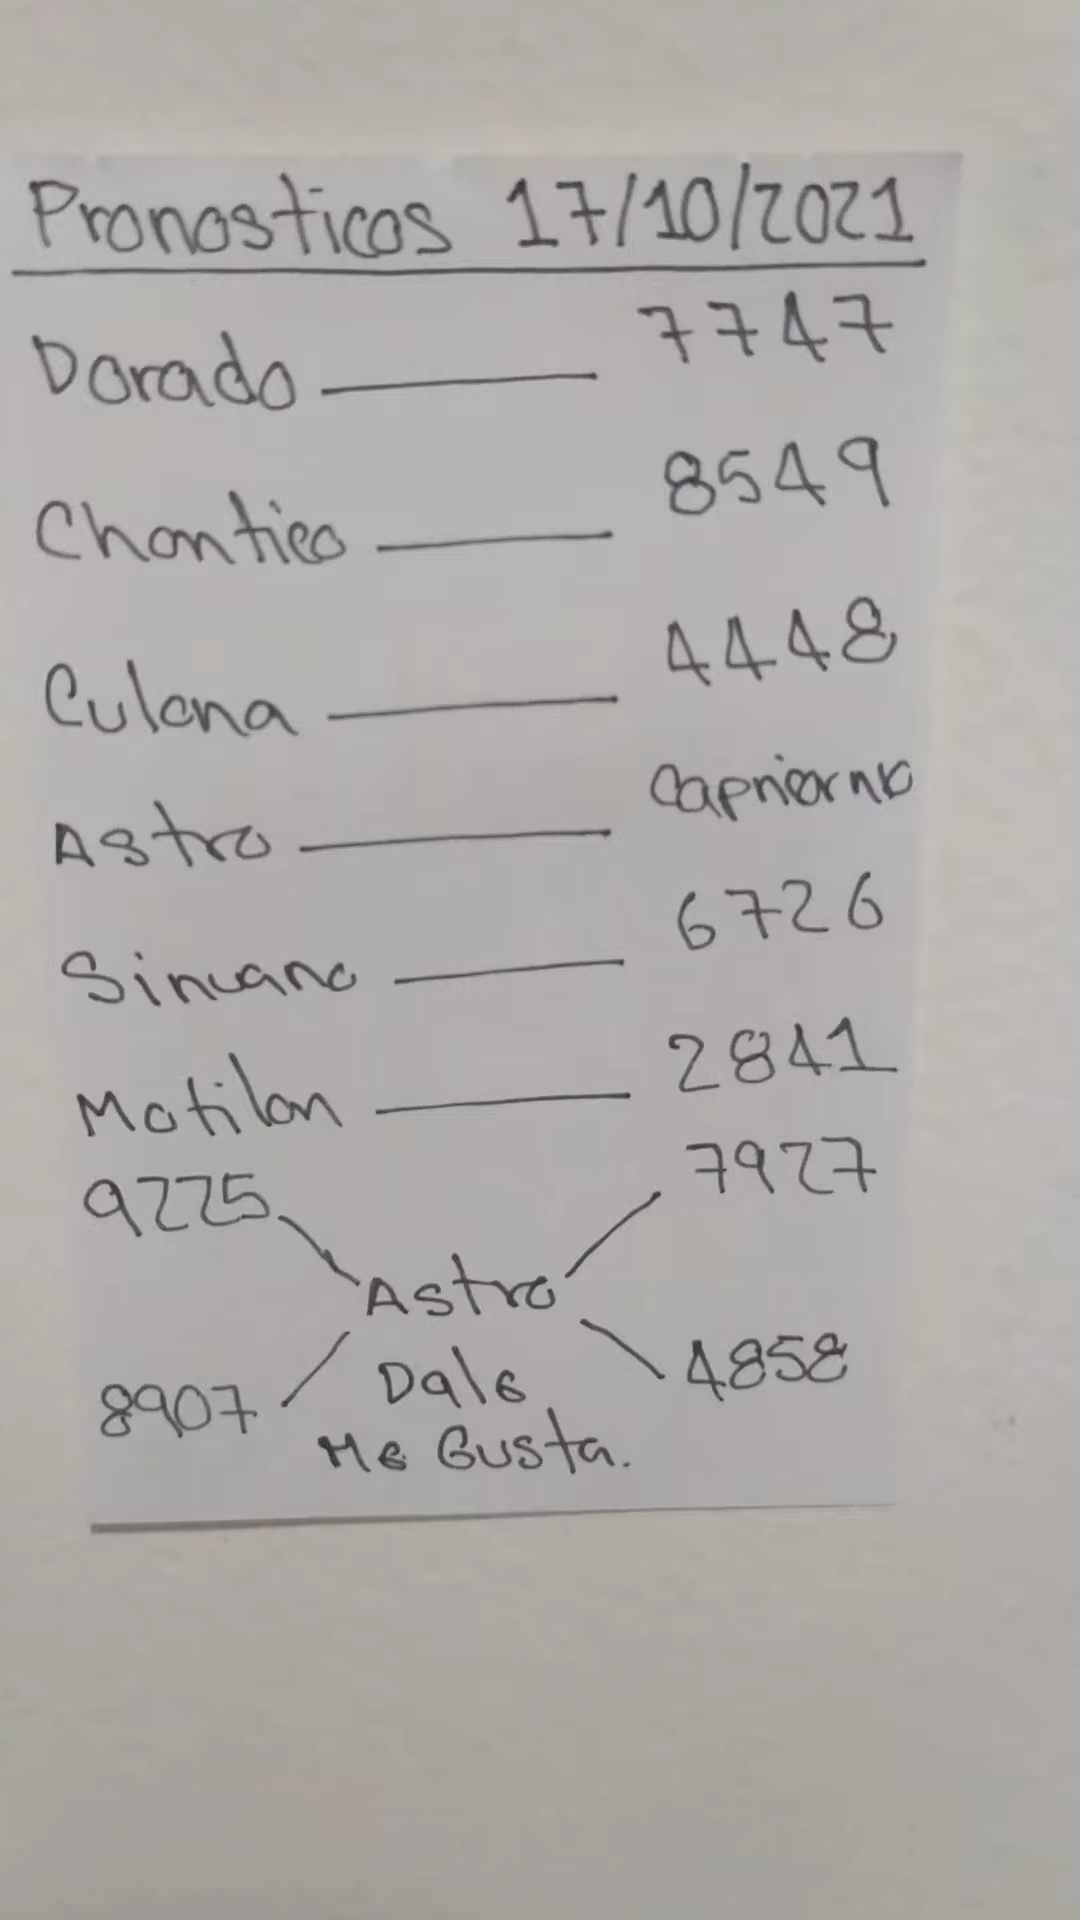 Pronosticos 17/10/2021
Dorado 7747
Chontico 8549
Culona 4448
Astro Capricornio
Sinuano 6726
Motilon 2841
9225 7927
Astro
8907 Dale 4858
Me Gusta.